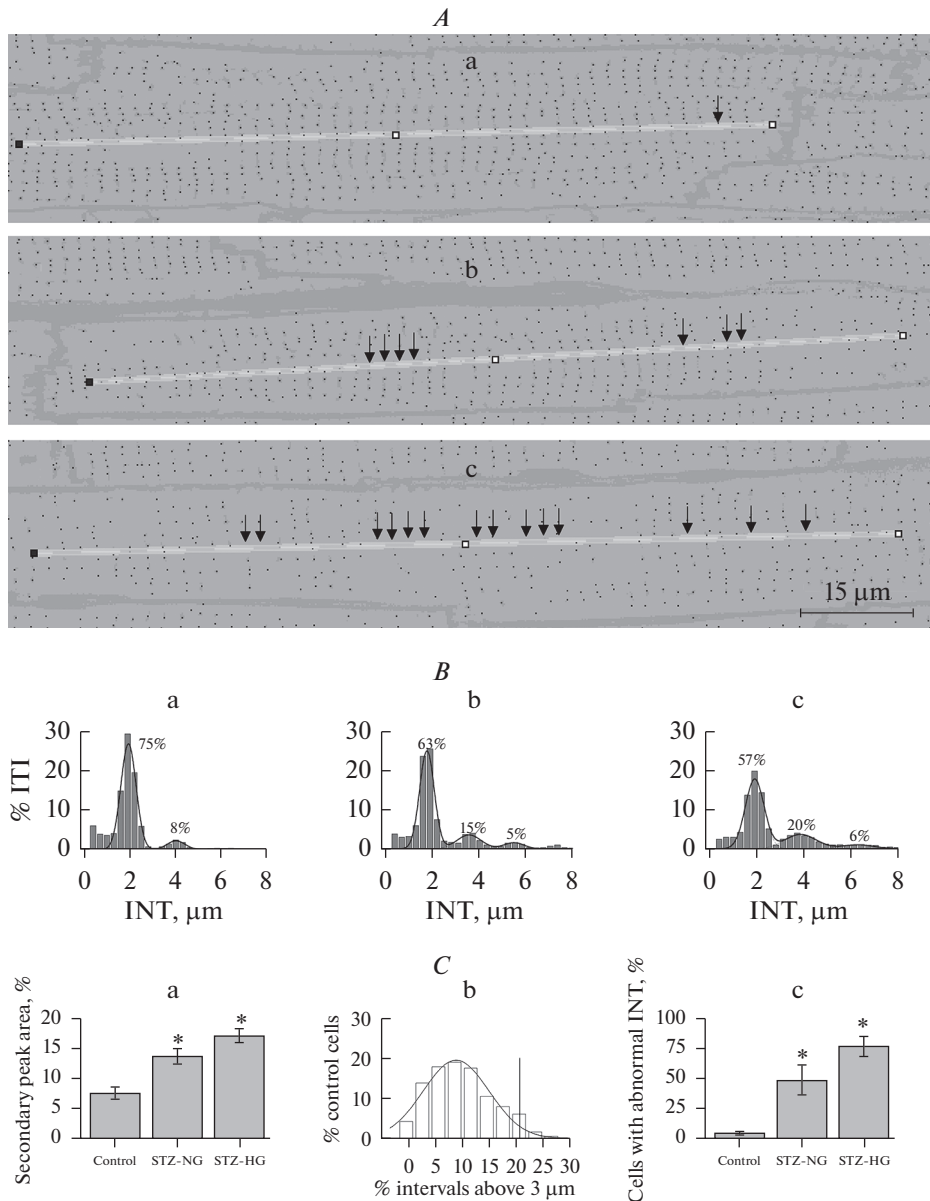 A
a
b
c
15 μm
B
a
b
c
% ITI
30
20
10
0
75%
8%
0 2 4 6 8
INT, μm
30
20
10
0
63%
15%
5%
0 2 4 6 8
INT, μm
30
20
10
0
57%
20%
6%
0 2 4 6 8
INT, μm
C
a
b
c
Secondary peak area, %
20
15
10
5
0
*
*
Control STZ-NG STZ-HG
% control cells
30
20
10
0
0 5 10 15 20 25 30
% intervals above 3 μm
Cells with abnormal INT, %
100
75
50
25
0
*
*
Control STZ-NG STZ-HG